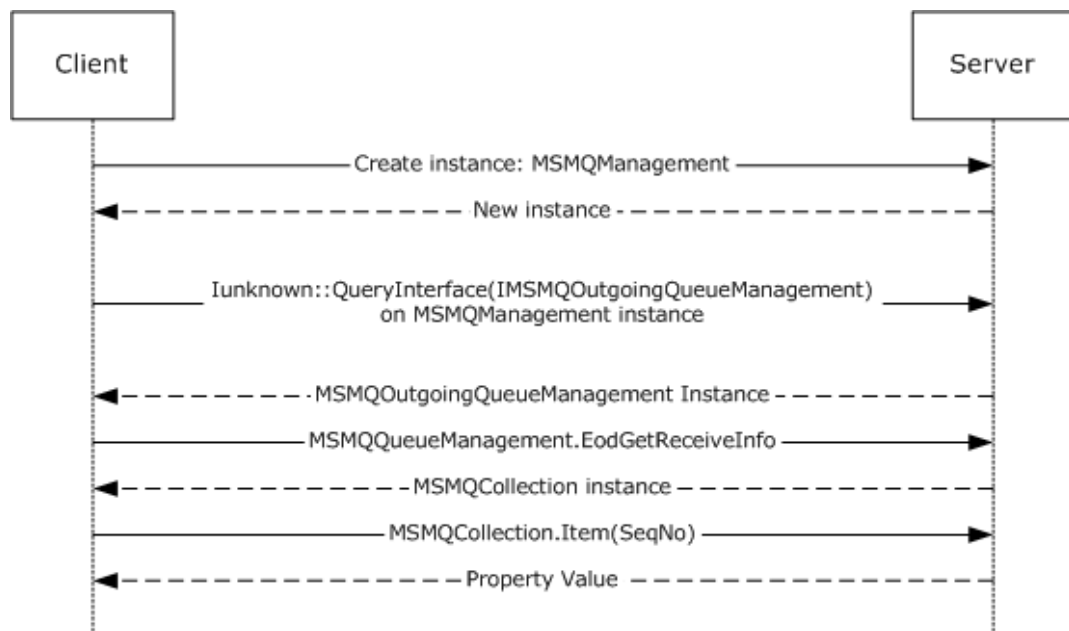 Client
Server
Create instance: MSMQManagement
New instance
Iunknown::QueryInterface(IMSMQOutgoingQueueManagement)
on MSMQManagement instance
MSMQOutgoingQueueManagement Instance
MSMQQueueManagement.EodGetReceiveInfo
MSMQCollection instance
MSMQCollection.Item(SeqNo)
Property Value